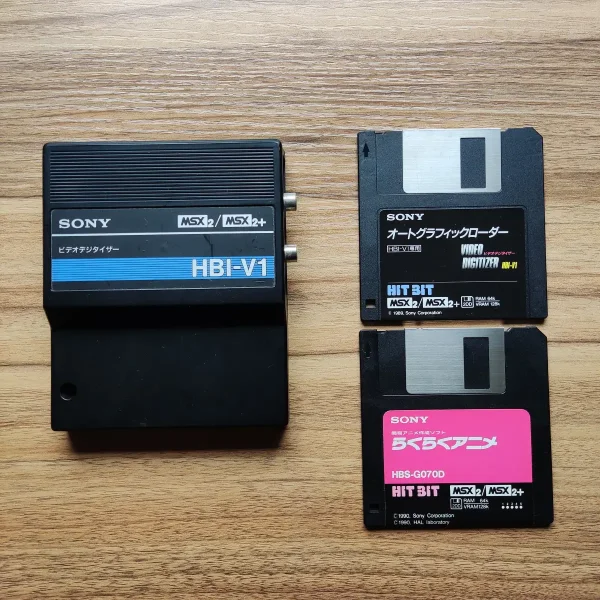 SONY
MSX2/MSX2+
ビデオデジタイザー
HBI-V1
SONY
オートグラフィックローダー
HBI-V1専用
VIDEO
ビデオデジタイザー
DIGITIZER HBI-V1
HIT BIT
MSX2/MSX2+
1,2DD RAM 64k VRAM 128k
© 1989, Sony Corporation
SONY
らくらくアニメ
HBS-G070D
HIT BIT
MSX2/MSX2+
RAM 64k
VRAM128k
©1990, Sony Corporation
©1990, HAL laboratory